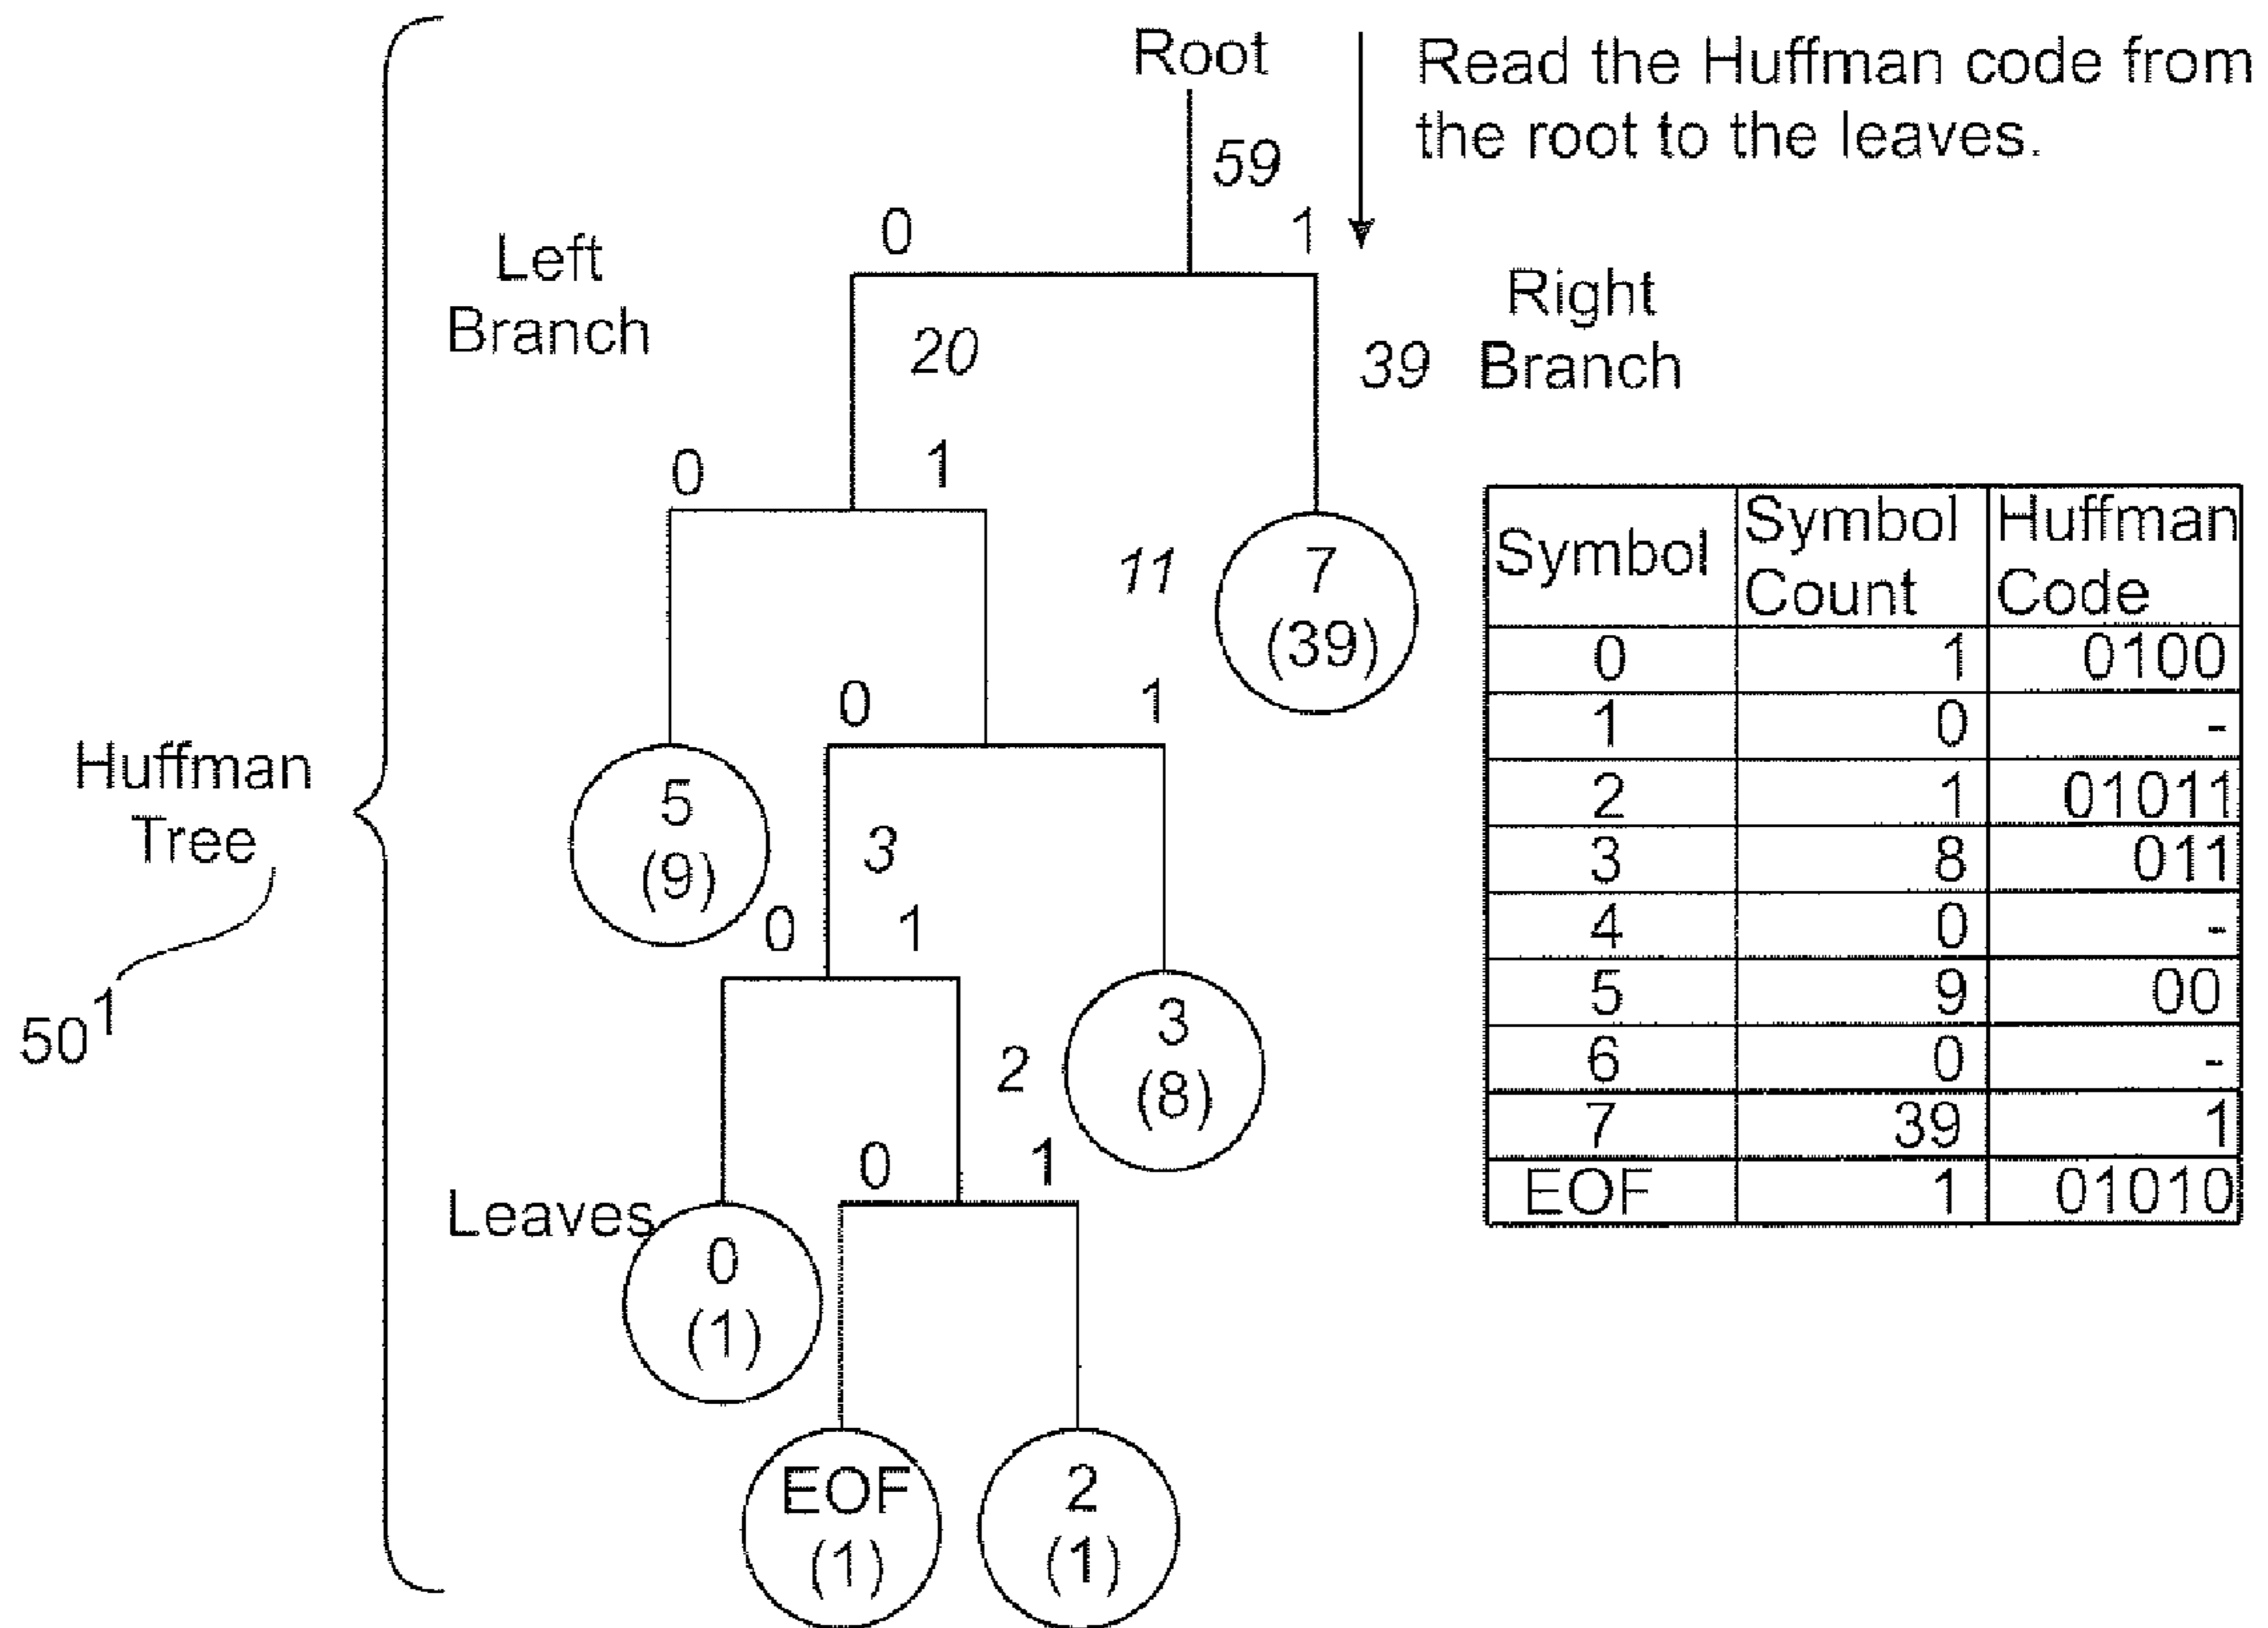 Root
Read the Huffman code from
the root to the leaves.
59
0
1
Left
Branch
Right
Branch
20
39
0
1
11
7
(39)
0
1
Huffman
Tree
5
(9)
3
0
1
50
1
3
(8)
2
0
1
Leaves
0
(1)
EOF
(1)
2
(1)
Symbol Symbol Count Huffman Code
0 1 0100
1 0 -
2 1 01011
3 8 011
4 0 -
5 9 00
6 0 -
7 39 1
EOF 1 01010